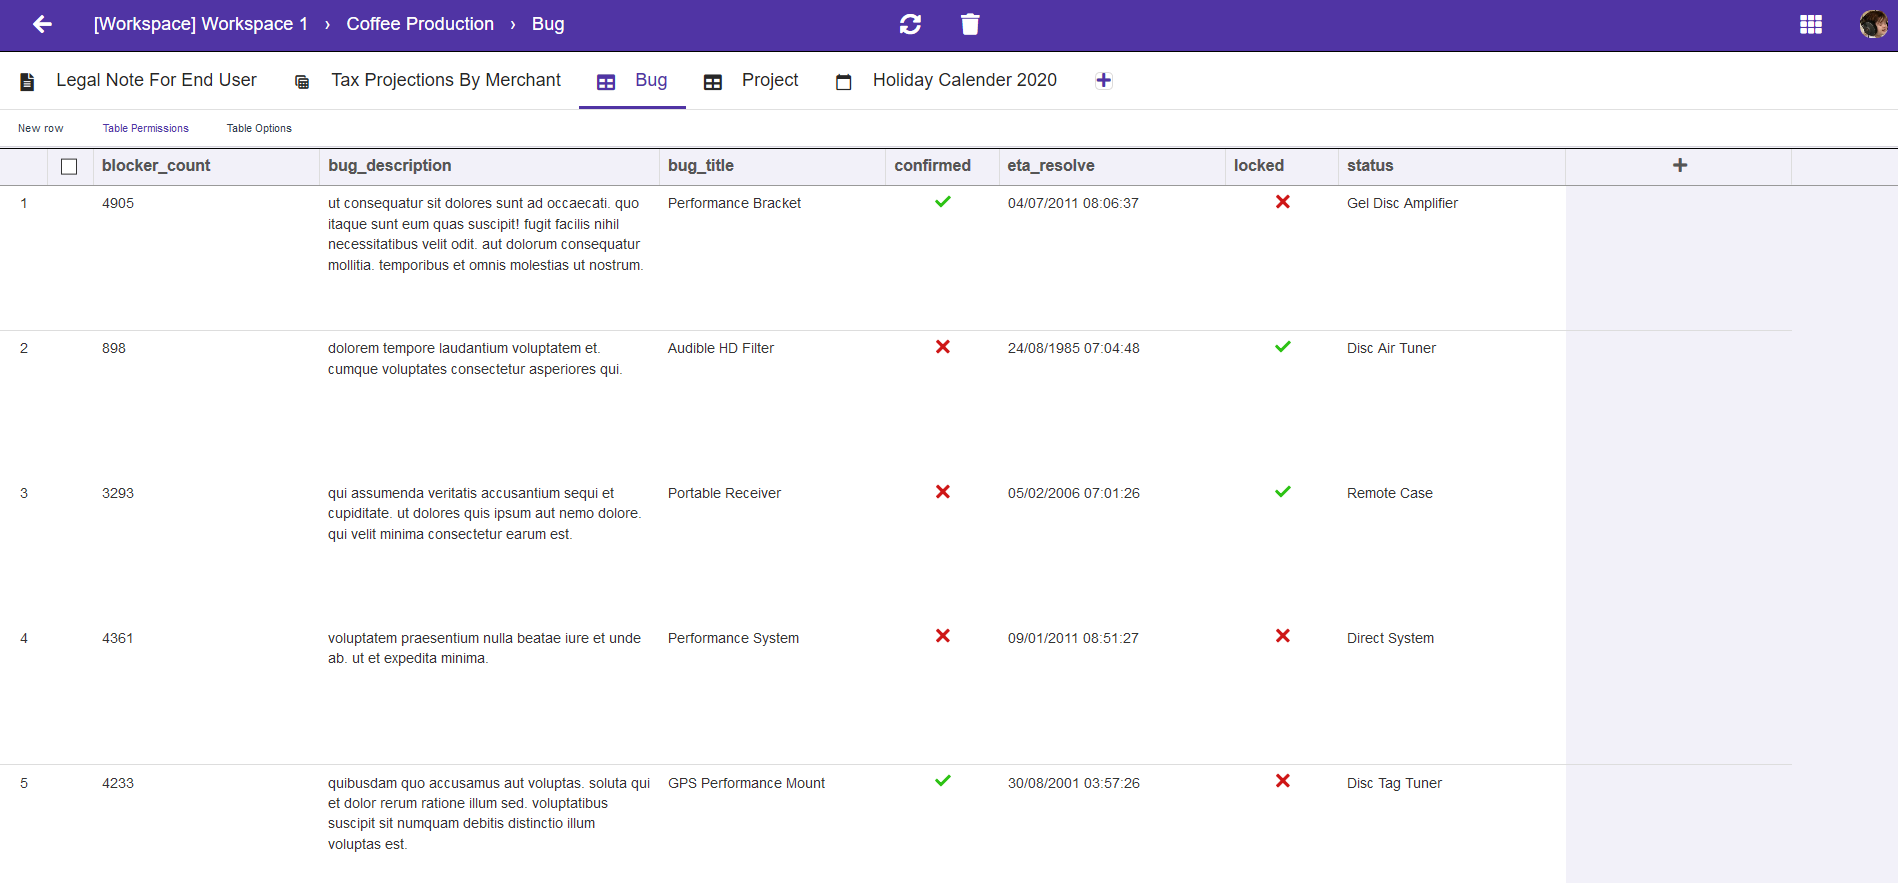 [Workspace] Workspace 1 › Coffee Production › Bug
Legal Note For End User Tax Projections By Merchant Bug Project Holiday Calender 2020 +
New row Table Permissions Table Options
blocker_count bug_description bug_title confirmed eta_resolve locked status +
1 4905 ut consequatur sit dolores sunt ad occaecati. quo Performance Bracket 04/07/2011 08:06:37 Gel Disc Amplifier
itaque sunt eum quas suscipit! fugit facilis nihil
necessitatibus velit odit. aut dolorum consequatur
mollitia. temporibus et omnis molestias ut nostrum.
2 898 dolorem tempore laudantium voluptatem et. Audible HD Filter 24/08/1985 07:04:48 Disc Air Tuner
cumque voluptates consectetur asperiores qui.
3 3293 qui assumenda veritatis accusantium sequi et Portable Receiver 05/02/2006 07:01:26 Remote Case
cupiditate. ut dolores quis ipsum aut nemo dolore.
qui velit minima consectetur earum est.
4 4361 voluptatem praesentium nulla beatae iure et unde Performance System 09/01/2011 08:51:27 Direct System
ab. ut et expedita minima.
5 4233 quibusdam quo accusamus aut voluptas. soluta qui GPS Performance Mount 30/08/2001 03:57:26 Disc Tag Tuner
et dolor rerum ratione illum sed. voluptatibus
suscipit sit numquam debitis distinctio illum
voluptas est.